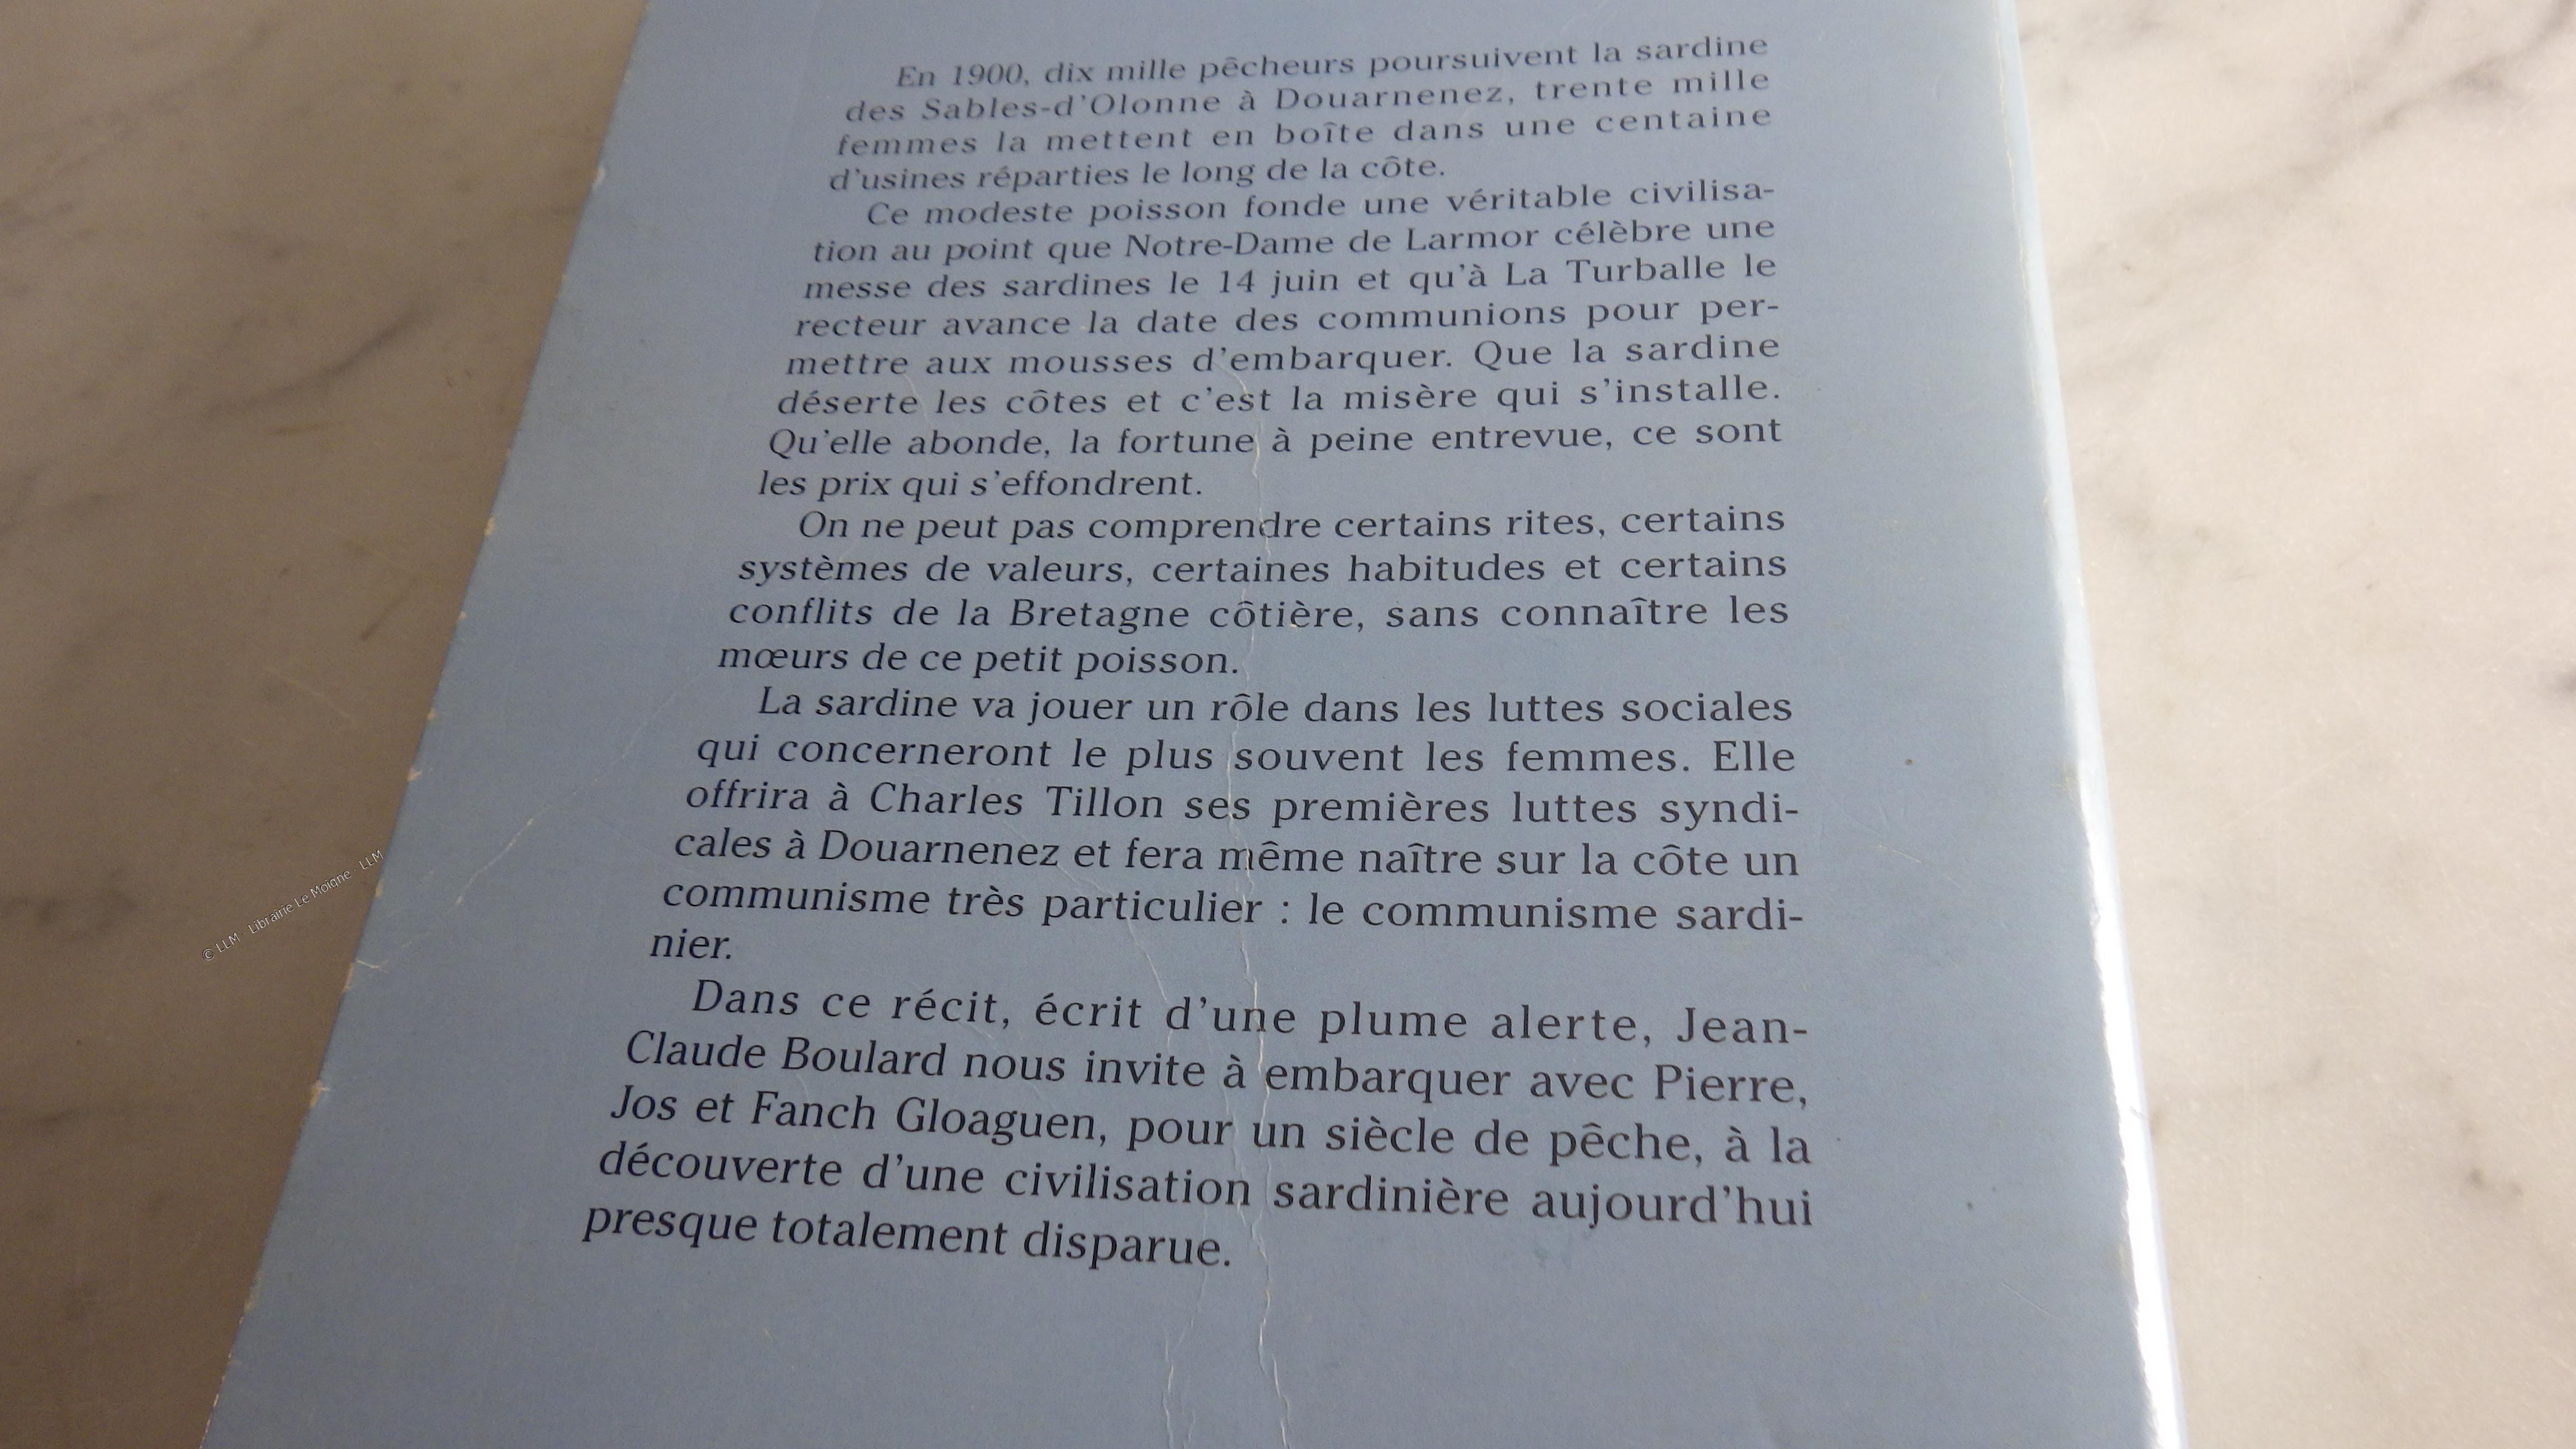 En 1900, dix mille pêcheurs poursuivent la sardine
des Sables-d'Olonne à Douarnenez, trente mille
femmes la mettent en boîte dans une centaine
d'usines réparties le long de la côte.
Ce modeste poisson fonde une véritable civilisa-
tion au point que Notre-Dame de Larmor célèbre une
messe des sardines le 14 juin et qu'à La Turballe le
recteur avance la date des communions pour per-
mettre aux mousses d'embarquer. Que la sardine
déserte les côtes et c'est la misère qui s'installe.
Qu'elle abonde, la fortune à peine entrevue, ce sont
les prix qui s'effondrent.
On ne peut pas comprendre certains rites, certains
systèmes de valeurs, certaines habitudes et certains
conflits de la Bretagne côtière, sans connaître les
mœurs de ce petit poisson.
La sardine va jouer un rôle dans les luttes sociales
qui concerneront le plus souvent les femmes. Elle
offrira à Charles Tillon ses premières luttes syndi-
cales à Douarnenez et fera même naître sur la côte un
communisme très particulier : le communisme sardi-
nier.
Dans ce récit, écrit d'une plume alerte, Jean-
Claude Boulard nous invite à embarquer avec Pierre,
Jos et Fanch Gloaguen, pour un siècle de pêche, à la
découverte d'une civilisation sardinière aujourd'hui
presque totalement disparue.
© LLM - Librairie Le Moigne - LLM